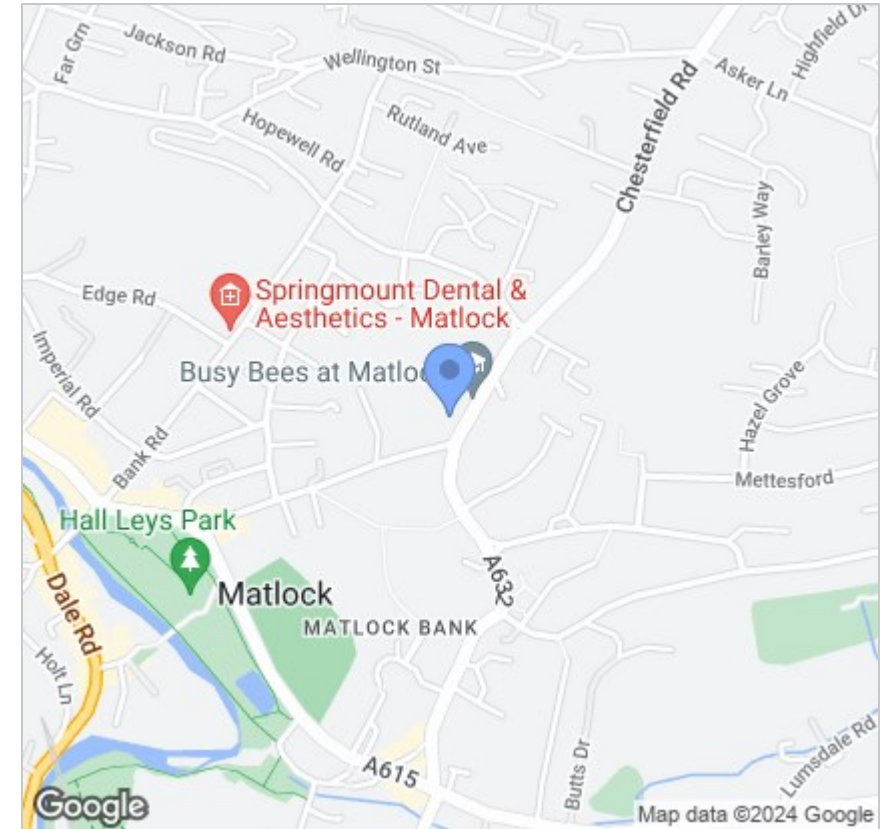 Jackson Rd
Far Grn
Wellington St
Highfield Dr
Asker Ln
Chesterfield Rd
Hopewell Rd
Rutland Ave
Barley Way
Edge Rd
Springmount Dental &
Aesthetics - Matlock
Imperial Rd
Busy Bees at Matloc
Hazel Grove
Bank Rd
Mettesford
Hall Leys Park
A632
Dale Rd
Matlock
MATLOCK BANK
Holt Ln
A615
Butts Dr
Lumsdale Rd
Google
Map data ©2024 Google